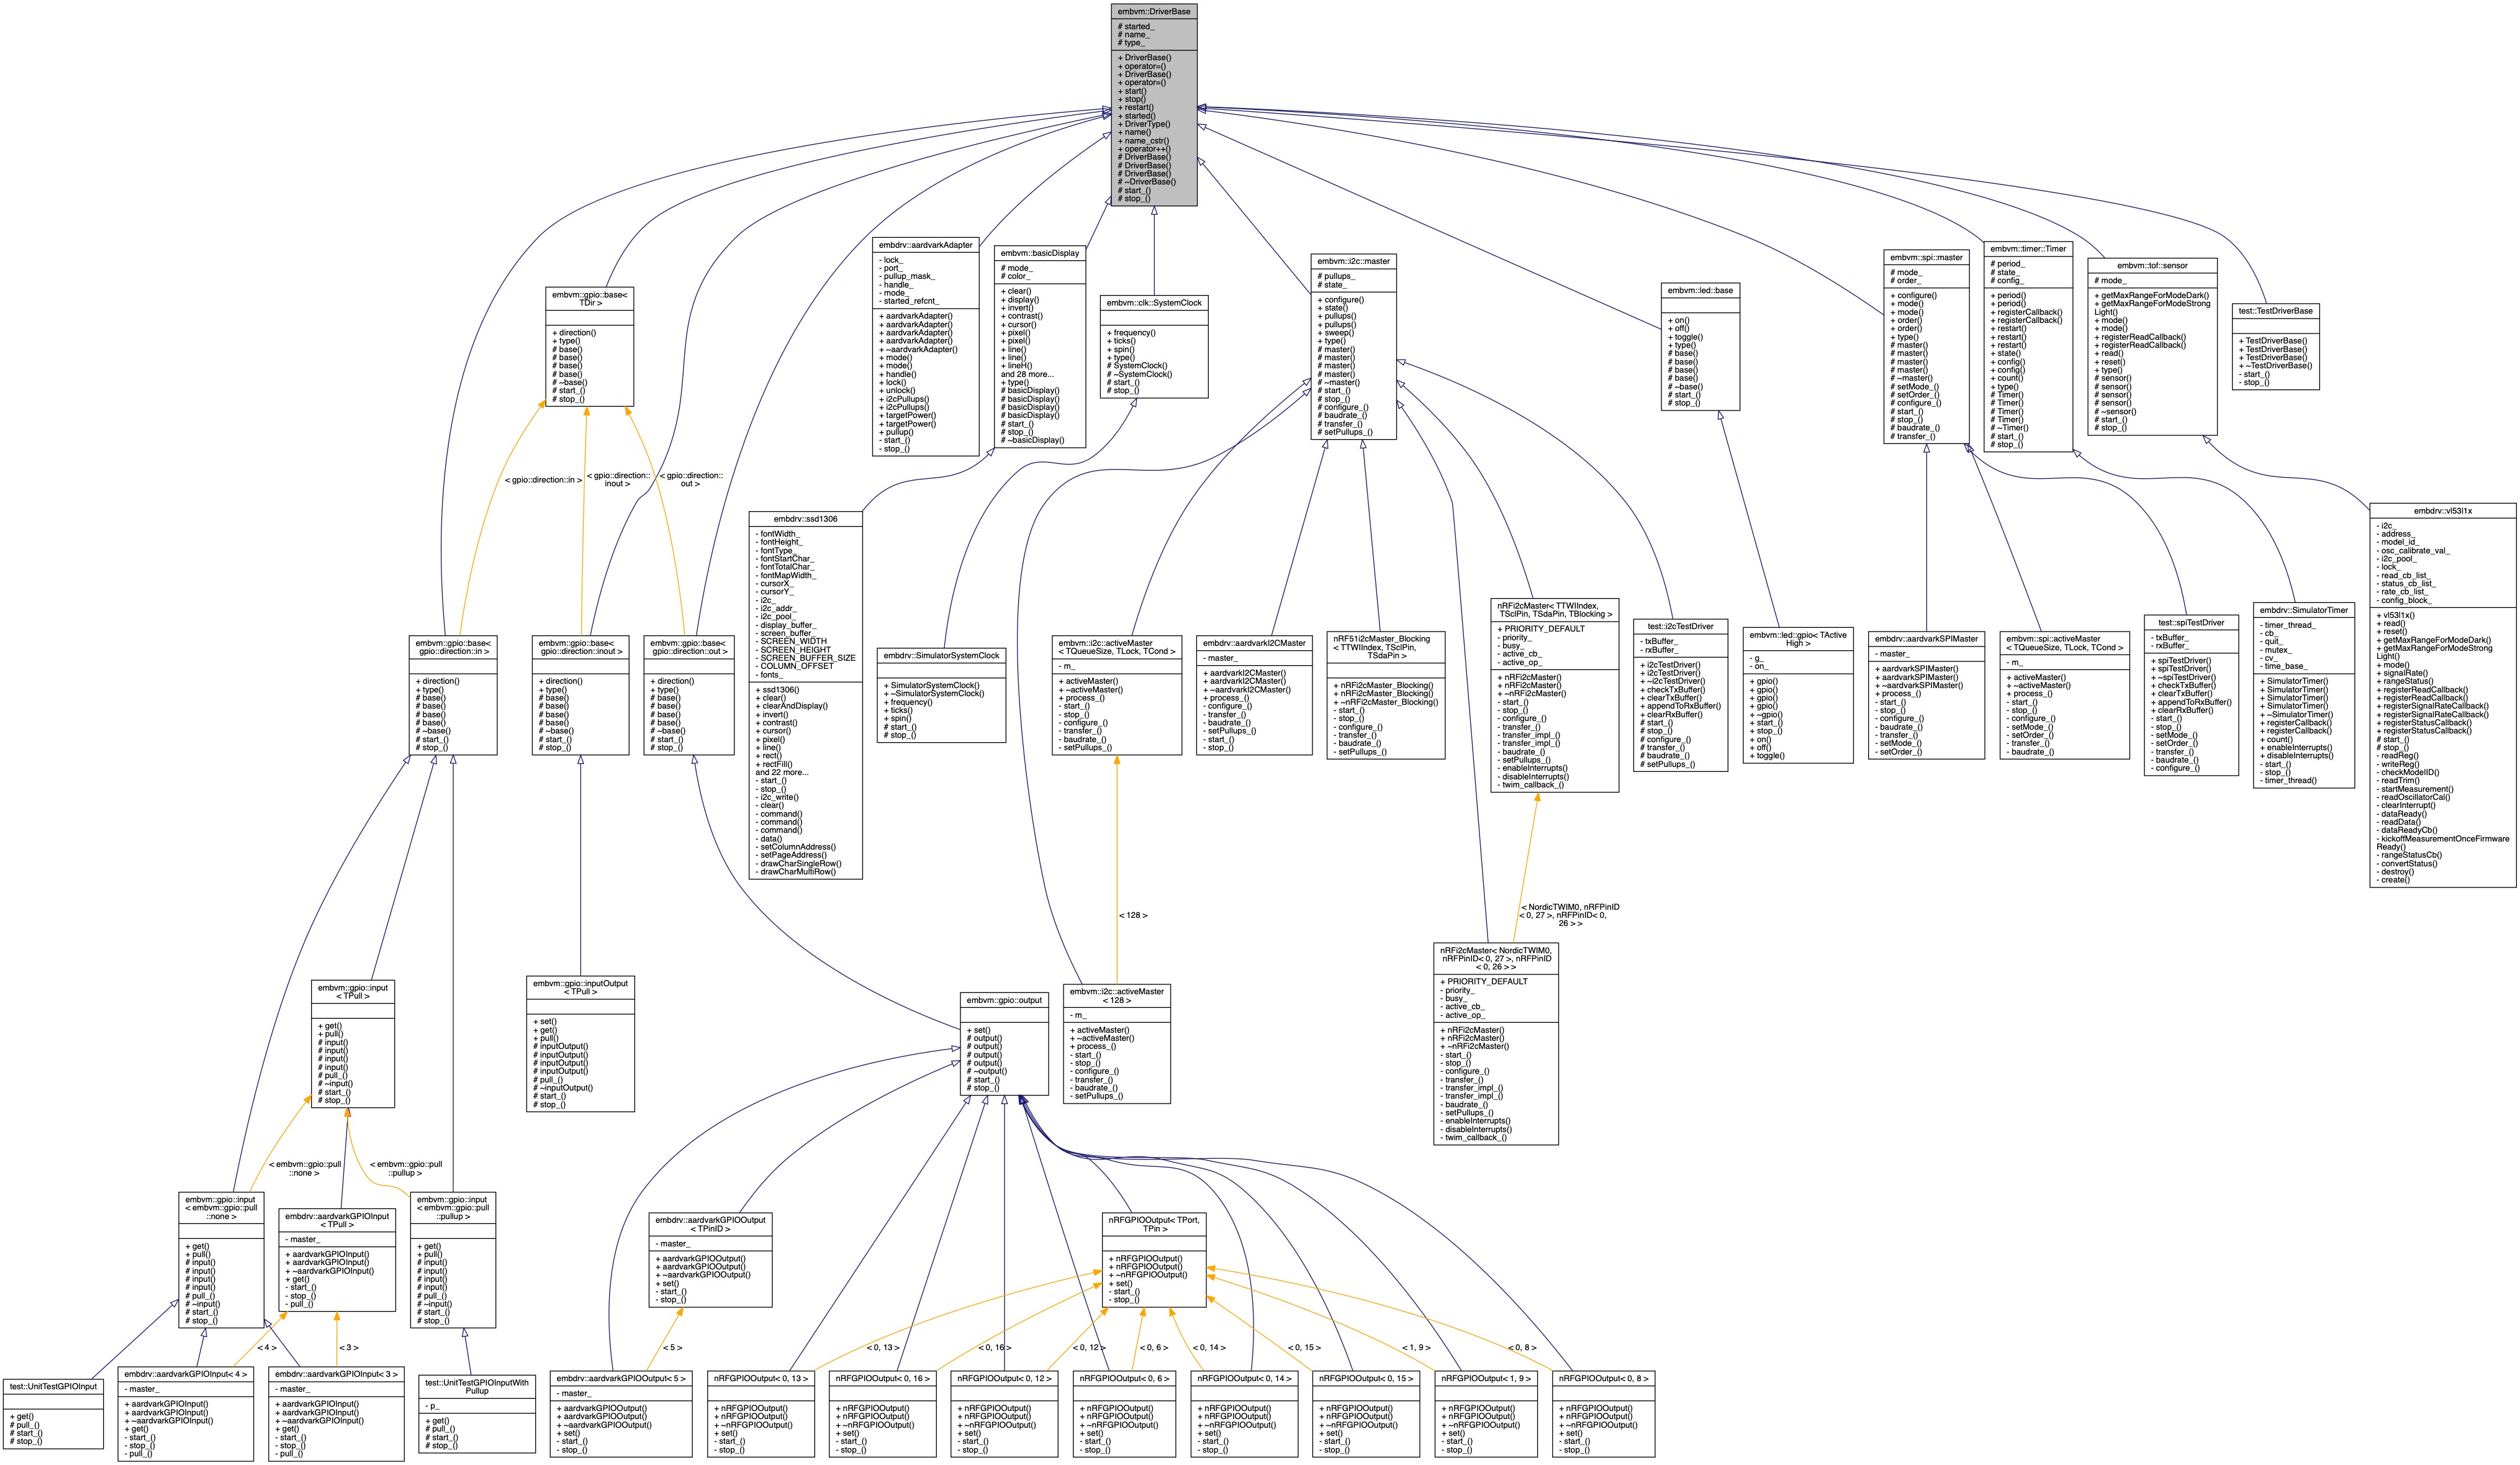 embvm::DriverBase
# started_
# name_
# type_
+ DriverBase()
+ operator=()
+ DriverBase()
+ operator=()
+ start()
+ stop()
+ restart()
+ started()
+ DriverType()
+ name()
+ name_cstr()
+ operator++()
# DriverBase()
# DriverBase()
# DriverBase()
# ~DriverBase()
# start_()
# stop_()
embvm::gpio::base<
TDir >
+ direction()
+ type()
# base()
# base()
# base()
# base()
# ~base()
# start_()
# stop_()
embdrv::aardvarkAdapter
- lock_
- port_
- pullup_mask_
- handle_
- mode_
- started_refcnt_
+ aardvarkAdapter()
+ aardvarkAdapter()
+ aardvarkAdapter()
+ aardvarkAdapter()
+ ~aardvarkAdapter()
+ mode()
+ mode()
+ handle()
+ lock()
+ unlock()
+ i2cPullups()
+ i2cPullups()
+ targetPower()
+ targetPower()
+ pullup()
- start_()
- stop_()
embvm::basicDisplay
# mode_
# color_
+ clear()
+ display()
+ invert()
+ contrast()
+ cursor()
+ pixel()
+ pixel()
+ line()
+ line()
+ lineH()
and 28 more...
+ type()
# basicDisplay()
# basicDisplay()
# basicDisplay()
# basicDisplay()
# start_()
# stop_()
# ~basicDisplay()
embvm::clk::SystemClock
+ frequency()
+ ticks()
+ spin()
+ type()
# SystemClock()
# ~SystemClock()
# start_()
# stop_()
embvm::i2c::master
# pullups_
# state_
+ configure()
+ state()
+ pullups()
+ pullups()
+ sweep()
+ type()
# master()
# master()
# master()
# master()
# ~master()
# start_()
# stop_()
# configure_()
# baudrate_()
# transfer_()
# setPullups_()
embvm::led::base
+ on()
+ off()
+ toggle()
+ type()
# base()
# base()
# base()
# base()
# ~base()
# start_()
# stop_()
embvm::spi::master
# mode_
# order_
+ configure()
+ mode()
+ mode()
+ order()
+ order()
+ type()
# master()
# master()
# master()
# master()
# ~master()
# setMode_()
# setOrder_()
# configure_()
# start_()
# stop_()
# baudrate_()
# transfer_()
embvm::timer::Timer
# period_
# state_
# config_
+ period()
+ period()
+ registerCallback()
+ registerCallback()
+ restart()
+ restart()
+ restart()
+ state()
+ config()
+ config()
+ count()
+ type()
# Timer()
# Timer()
# Timer()
# Timer()
# ~Timer()
# start_()
# stop_()
embvm::tof::sensor
# mode_
+ getMaxRangeForModeDark()
+ getMaxRangeForModeStrong
Light()
+ mode()
+ mode()
+ registerReadCallback()
+ registerReadCallback()
+ read()
+ reset()
+ type()
# sensor()
# sensor()
# sensor()
# sensor()
# ~sensor()
# start_()
# stop_()
test::TestDriverBase
+ TestDriverBase()
+ TestDriverBase()
+ TestDriverBase()
+ ~TestDriverBase()
- start_()
- stop_()
< gpio::direction::in >
< gpio::direction::
inout >
< gpio::direction::
out >
embvm::gpio::base<
gpio::direction::in >
+ direction()
+ type()
# base()
# base()
# base()
# base()
# ~base()
# start_()
# stop_()
embvm::gpio::base<
gpio::direction::inout >
+ direction()
+ type()
# base()
# base()
# base()
# base()
# ~base()
# start_()
# stop_()
embvm::gpio::base<
gpio::direction::out >
+ direction()
+ type()
# base()
# base()
# base()
# base()
# ~base()
# start_()
# stop_()
embdrv::ssd1306
- fontWidth_
- fontHeight_
- fontType_
- fontStartChar_
- fontTotalChar_
- fontMapWidth_
- cursorX_
- cursorY_
- i2c_
- i2c_addr_
- i2c_pool_
- display_buffer_
- screen_buffer_
- SCREEN_WIDTH
- SCREEN_HEIGHT
- SCREEN_BUFFER_SIZE
- COLUMN_OFFSET
- fonts_
+ ssd1306()
+ clear()
+ clearAndDisplay()
+ invert()
+ contrast()
+ cursor()
+ pixel()
+ line()
+ rect()
+ rectFill()
and 22 more...
- start_()
- stop_()
- i2c_write()
- clear()
- command()
- command()
- command()
- data()
- setColumnAddress()
- setPageAddress()
- drawCharSingleRow()
- drawCharMultiRow()
embdrv::SimulatorSystemClock
+ SimulatorSystemClock()
+ ~SimulatorSystemClock()
+ frequency()
+ ticks()
+ spin()
# start_()
# stop_()
embvm::i2c::activeMaster
< TQueueSize, TLock, TCond >
- m_
+ activeMaster()
+ ~activeMaster()
+ process_()
- start_()
- stop_()
- configure_()
- transfer_()
- baudrate_()
- setPullups_()
embdrv::aardvarkI2CMaster
- master_
+ aardvarkI2CMaster()
+ aardvarkI2CMaster()
+ ~aardvarkI2CMaster()
+ process_()
- configure_()
- transfer_()
- baudrate_()
- setPullups_()
- start_()
- stop_()
nRF51i2cMaster_Blocking
< TTWIIndex, TSclPin,
TSdaPin >
+ nRFi2cMaster_Blocking()
+ nRFi2cMaster_Blocking()
+ ~nRFi2cMaster_Blocking()
- start_()
- stop_()
- configure_()
- transfer_()
- baudrate_()
- setPullups_()
nRFi2cMaster< TTWIIndex,
TSclPin, TSdaPin, TBlocking >
+ PRIORITY_DEFAULT
- priority_
- busy_
- active_cb_
- active_op_
+ nRFi2cMaster()
+ nRFi2cMaster()
+ ~nRFi2cMaster()
- start_()
- stop_()
- configure_()
- transfer_()
- transfer_impl_()
- transfer_impl_()
- baudrate_()
- setPullups_()
- enableInterrupts()
- disableInterrupts()
- twim_callback_()
test::i2cTestDriver
- txBuffer_
- rxBuffer_
+ i2cTestDriver()
+ i2cTestDriver()
+ ~i2cTestDriver()
+ checkTxBuffer()
+ clearTxBuffer()
+ appendToRxBuffer()
+ clearRxBuffer()
# start_()
# stop_()
# configure_()
# transfer_()
# baudrate_()
# setPullups_()
embvm::led::gpio< TActive
High >
- g_
- on_
+ gpio()
+ gpio()
+ gpio()
+ gpio()
+ ~gpio()
+ start_()
+ stop_()
+ on()
+ off()
+ toggle()
embdrv::aardvarkSPIMaster
- master_
+ aardvarkSPIMaster()
+ aardvarkSPIMaster()
+ ~aardvarkSPIMaster()
+ process_()
- start_()
- stop_()
- configure_()
- baudrate_()
- transfer_()
- setMode_()
- setOrder_()
embvm::spi::activeMaster
< TQueueSize, TLock, TCond >
- m_
+ activeMaster()
+ ~activeMaster()
+ process_()
- start_()
- stop_()
- configure_()
- setMode_()
- setOrder_()
- transfer_()
- baudrate_()
test::spiTestDriver
- txBuffer_
- rxBuffer_
+ spiTestDriver()
+ spiTestDriver()
+ ~spiTestDriver()
+ checkTxBuffer()
+ clearTxBuffer()
+ appendToRxBuffer()
+ clearRxBuffer()
- start_()
- stop_()
- setMode_()
- setOrder_()
- transfer_()
- baudrate_()
- configure_()
embdrv::SimulatorTimer
- timer_thread_
- cb_
- quit_
- mutex_
- cv_
- time_base_
+ SimulatorTimer()
+ SimulatorTimer()
+ SimulatorTimer()
+ SimulatorTimer()
+ ~SimulatorTimer()
+ registerCallback()
+ registerCallback()
+ count()
+ enableInterrupts()
+ disableInterrupts()
- start_()
- stop_()
- timer_thread()
embdrv::vl53l1x
- i2c_
- address_
- model_id_
- osc_calibrate_val_
- i2c_pool_
- lock_
- read_cb_list_
- status_cb_list_
- rate_cb_list_
- config_block_
+ vl53l1x()
+ read()
+ reset()
+ getMaxRangeForModeDark()
+ getMaxRangeForModeStrong
Light()
+ mode()
+ signalRate()
+ rangeStatus()
+ registerReadCallback()
+ registerReadCallback()
+ registerSignalRateCallback()
+ registerSignalRateCallback()
+ registerStatusCallback()
+ registerStatusCallback()
# start_()
# stop_()
- readReg()
- writeReg()
- checkModelID()
- readTrim()
- startMeasurement()
- readOscillatorCal()
- clearInterrupt()
- dataReady()
- readData()
- dataReadyCb()
- kickoffMeasurementOnceFirmware
Ready()
- rangeStatusCb()
- convertStatus()
- destroy()
- create()
< 128 >
< NordicTWIM0, nRFPinID
< 0, 27 >, nRFPinID< 0,
26 > >
embvm::gpio::input
< TPull >
+ get()
+ pull()
# input()
# input()
# input()
# input()
# pull_()
# ~input()
# start_()
# stop_()
embvm::gpio::inputOutput
< TPull >
+ set()
+ get()
+ pull()
# inputOutput()
# inputOutput()
# inputOutput()
# inputOutput()
# pull_()
# ~inputOutput()
# start_()
# stop_()
embvm::gpio::output
+ set()
# output()
# output()
# output()
# output()
# ~output()
# start_()
# stop_()
embvm::i2c::activeMaster
< 128 >
- m_
+ activeMaster()
+ ~activeMaster()
+ process_()
- start_()
- stop_()
- configure_()
- transfer_()
- baudrate_()
- setPullups_()
nRFi2cMaster< NordicTWIM0,
nRFPinID< 0, 27 >, nRFPinID
< 0, 26 > >
+ PRIORITY_DEFAULT
- priority_
- busy_
- active_cb_
- active_op_
+ nRFi2cMaster()
+ nRFi2cMaster()
+ ~nRFi2cMaster()
- start_()
- stop_()
- configure_()
- transfer_()
- transfer_impl_()
- transfer_impl_()
- baudrate_()
- setPullups_()
- enableInterrupts()
- disableInterrupts()
- twim_callback_()
< embvm::gpio::pull
::none >
< embvm::gpio::pull
::pullup >
embvm::gpio::input
< embvm::gpio::pull
::none >
+ get()
+ pull()
# input()
# input()
# input()
# input()
# pull_()
# ~input()
# start_()
# stop_()
embdrv::aardvarkGPIOInput
< TPull >
- master_
+ aardvarkGPIOInput()
+ aardvarkGPIOInput()
+ ~aardvarkGPIOInput()
+ get()
- start_()
- stop_()
- pull_()
embvm::gpio::input
< embvm::gpio::pull
::pullup >
+ get()
+ pull()
# input()
# input()
# input()
# input()
# pull_()
# ~input()
# start_()
# stop_()
embdrv::aardvarkGPIOOutput
< TPinID >
- master_
+ aardvarkGPIOOutput()
+ aardvarkGPIOOutput()
+ ~aardvarkGPIOOutput()
+ set()
- start_()
- stop_()
nRFGPIOOutput< TPort,
TPin >
+ nRFGPIOOutput()
+ nRFGPIOOutput()
+ ~nRFGPIOOutput()
+ set()
- start_()
- stop_()
< 4 >
< 3 >
< 5 >
< 0, 13 >
< 0, 16 >
< 0, 12 >
< 0, 6 >
< 0, 14 >
< 0, 15 >
< 1, 9 >
< 0, 8 >
test::UnitTestGPIOInput
+ get()
# pull_()
# start_()
# stop_()
embdrv::aardvarkGPIOInput< 4 >
- master_
+ aardvarkGPIOInput()
+ aardvarkGPIOInput()
+ ~aardvarkGPIOInput()
+ get()
- start_()
- stop_()
- pull_()
embdrv::aardvarkGPIOInput< 3 >
- master_
+ aardvarkGPIOInput()
+ aardvarkGPIOInput()
+ ~aardvarkGPIOInput()
+ get()
- start_()
- stop_()
- pull_()
test::UnitTestGPIOInputWith
Pullup
- p_
+ get()
# pull_()
# start_()
# stop_()
embdrv::aardvarkGPIOOutput< 5 >
- master_
+ aardvarkGPIOOutput()
+ aardvarkGPIOOutput()
+ ~aardvarkGPIOOutput()
+ set()
- start_()
- stop_()
nRFGPIOOutput< 0, 13 >
+ nRFGPIOOutput()
+ nRFGPIOOutput()
+ ~nRFGPIOOutput()
+ set()
- start_()
- stop_()
nRFGPIOOutput< 0, 16 >
+ nRFGPIOOutput()
+ nRFGPIOOutput()
+ ~nRFGPIOOutput()
+ set()
- start_()
- stop_()
nRFGPIOOutput< 0, 12 >
+ nRFGPIOOutput()
+ nRFGPIOOutput()
+ ~nRFGPIOOutput()
+ set()
- start_()
- stop_()
nRFGPIOOutput< 0, 6 >
+ nRFGPIOOutput()
+ nRFGPIOOutput()
+ ~nRFGPIOOutput()
+ set()
- start_()
- stop_()
nRFGPIOOutput< 0, 14 >
+ nRFGPIOOutput()
+ nRFGPIOOutput()
+ ~nRFGPIOOutput()
+ set()
- start_()
- stop_()
nRFGPIOOutput< 0, 15 >
+ nRFGPIOOutput()
+ nRFGPIOOutput()
+ ~nRFGPIOOutput()
+ set()
- start_()
- stop_()
nRFGPIOOutput< 1, 9 >
+ nRFGPIOOutput()
+ nRFGPIOOutput()
+ ~nRFGPIOOutput()
+ set()
- start_()
- stop_()
nRFGPIOOutput< 0, 8 >
+ nRFGPIOOutput()
+ nRFGPIOOutput()
+ ~nRFGPIOOutput()
+ set()
- start_()
- stop_()